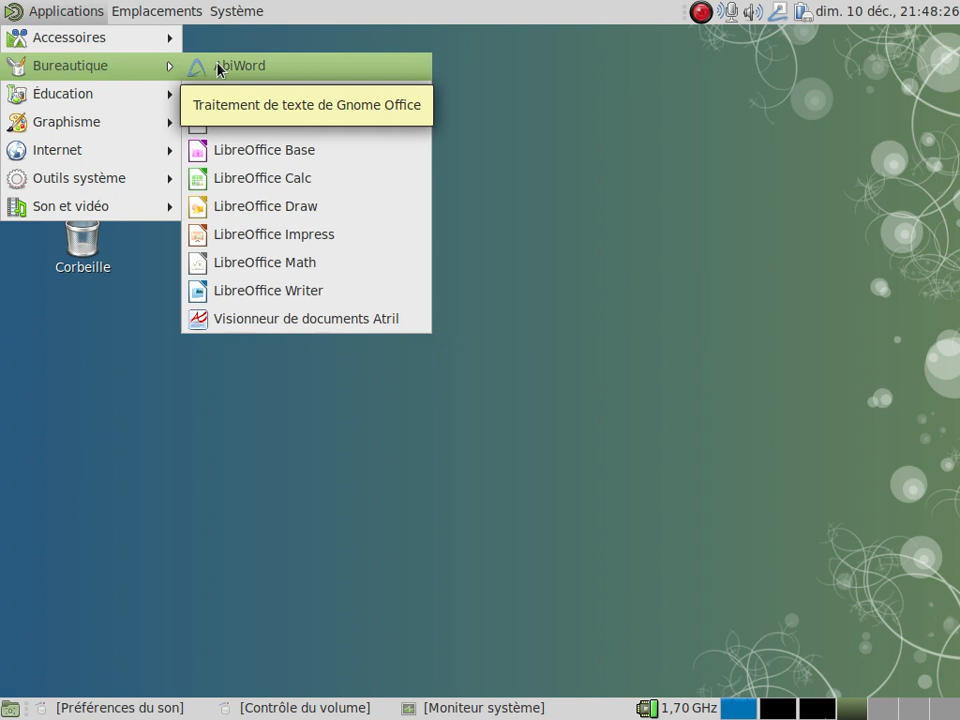 Applications Emplacements Système dim. 10 déc., 21:48:26
Accessoires
Bureautique
Éducation
Graphisme
Internet
Outils système
Son et vidéo
Traitement de texte de Gnome Office
LibreOffice Base
LibreOffice Calc
LibreOffice Draw
LibreOffice Impress
LibreOffice Math
LibreOffice Writer
Visionneur de documents Atril
Corbeille
[Préférences du son] [Contrôle du volume] [Moniteur système] 1,70 GHz